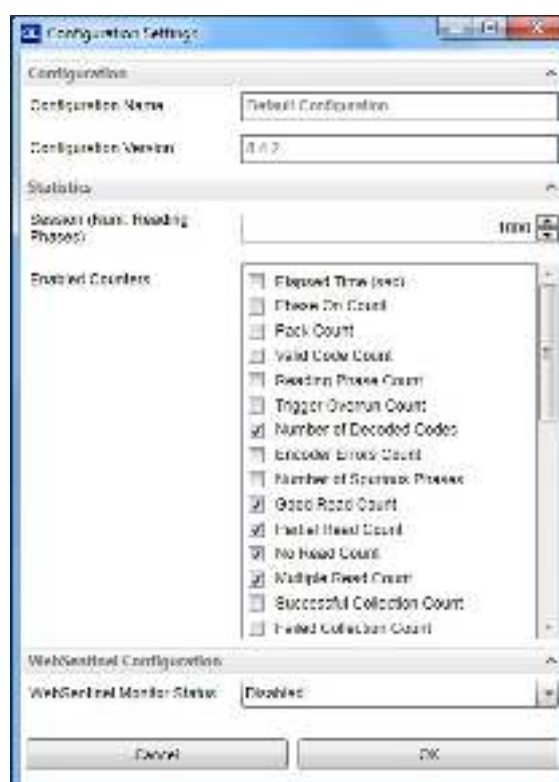 Configuration Settings
Configuration
Configuration Name
Default Configuration
Configuration Version
8.4.2
Statistics
Session (Num. Reading
Phases)
1000
Enabled Counters
Elapsed Time (sec)
Phase On Count
Pack Count
Valid Code Count
Reading Phase Count
Trigger Overrun Count
Number of Decoded Codes
Encoder Errors Count
Number of Spurious Phases
Good Read Count
Partial Read Count
No Read Count
Multiple Read Count
Successful Collection Count
Failed Collection Count
WebSentinel Configuration
WebSentinel Monitor Status
Disabled
Cancel
OK